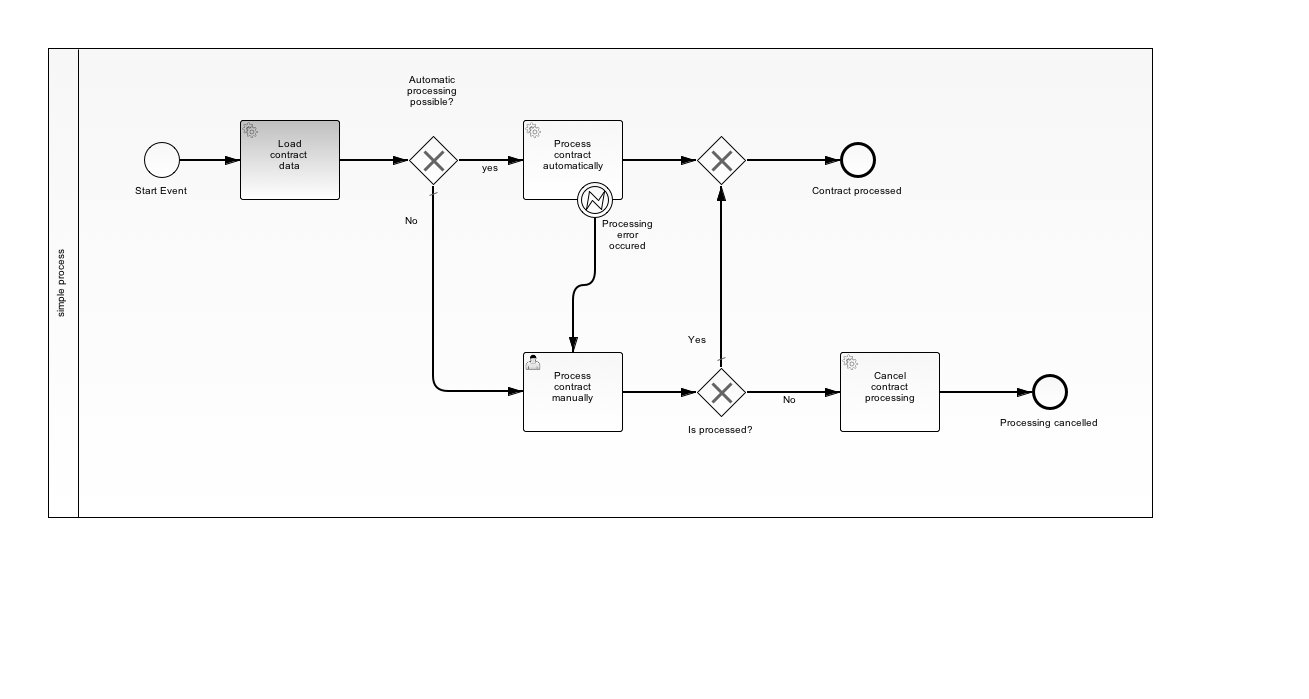 Automatic
processing
possible?
Load
contract
data
Process
contract
automatically
yes
Start Event
Contract processed
No
Processing
error
occured
simple process
Yes
Process
contract
manually
Cancel
contract
processing
No
Is processed?
Processing cancelled